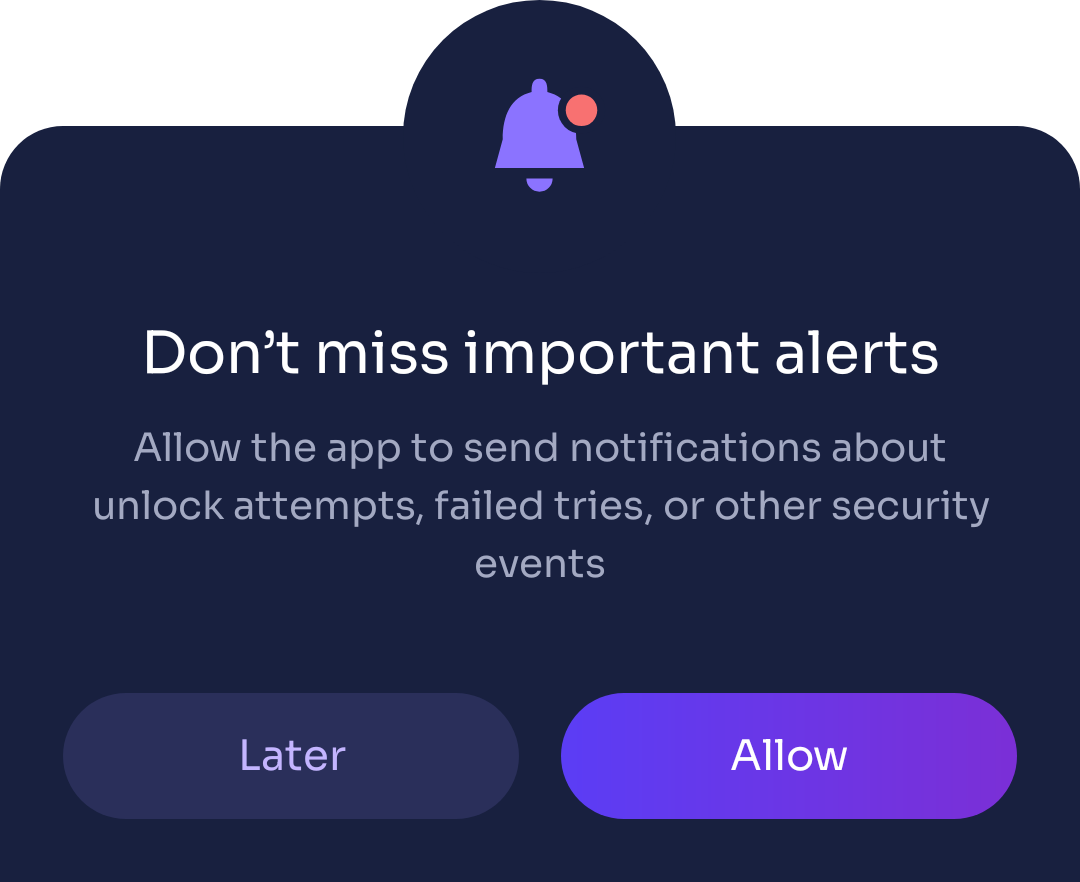 Don’t miss important alerts
Allow the app to send notifications about
unlock attempts, failed tries, or other security
events
Later
Allow